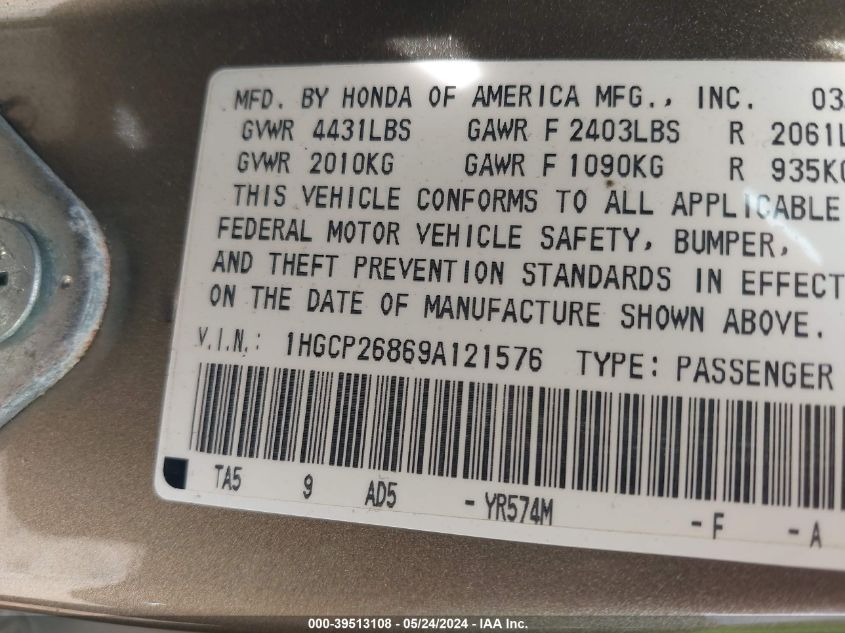 MFD. BY HONDA OF AMERICA MFG., INC. 03
GVWR 4431LBS GAWR F 2403LBS R 2061L
GVWR 2010KG GAWR F 1090KG R 935KG
THIS VEHICLE CONFORMS TO ALL APPLICABLE
FEDERAL MOTOR VEHICLE SAFETY, BUMPER,
AND THEFT PREVENTION STANDARDS IN EFFECT
ON THE DATE OF MANUFACTURE SHOWN ABOVE.
V.I.N.: 1HGCP26869A121576 TYPE: PASSENGER
TA5 9 AD5 - YR574M - F - A
000-39513108 - 05/24/2024 - IAA Inc.